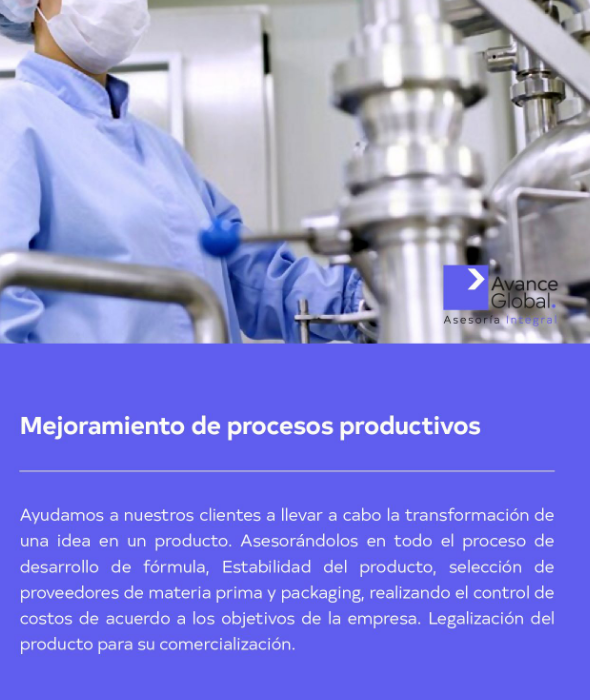 Avance
Global.
Asesoría Integral
Mejoramiento de procesos productivos
Ayudamos a nuestros clientes a llevar a cabo la transformación de
una idea en un producto. Asesorándolos en todo el proceso de
desarrollo de fórmula, Estabilidad del producto, selección de
proveedores de materia prima y packaging, realizando el control de
costos de acuerdo a los objetivos de la empresa. Legalización del
producto para su comercialización.